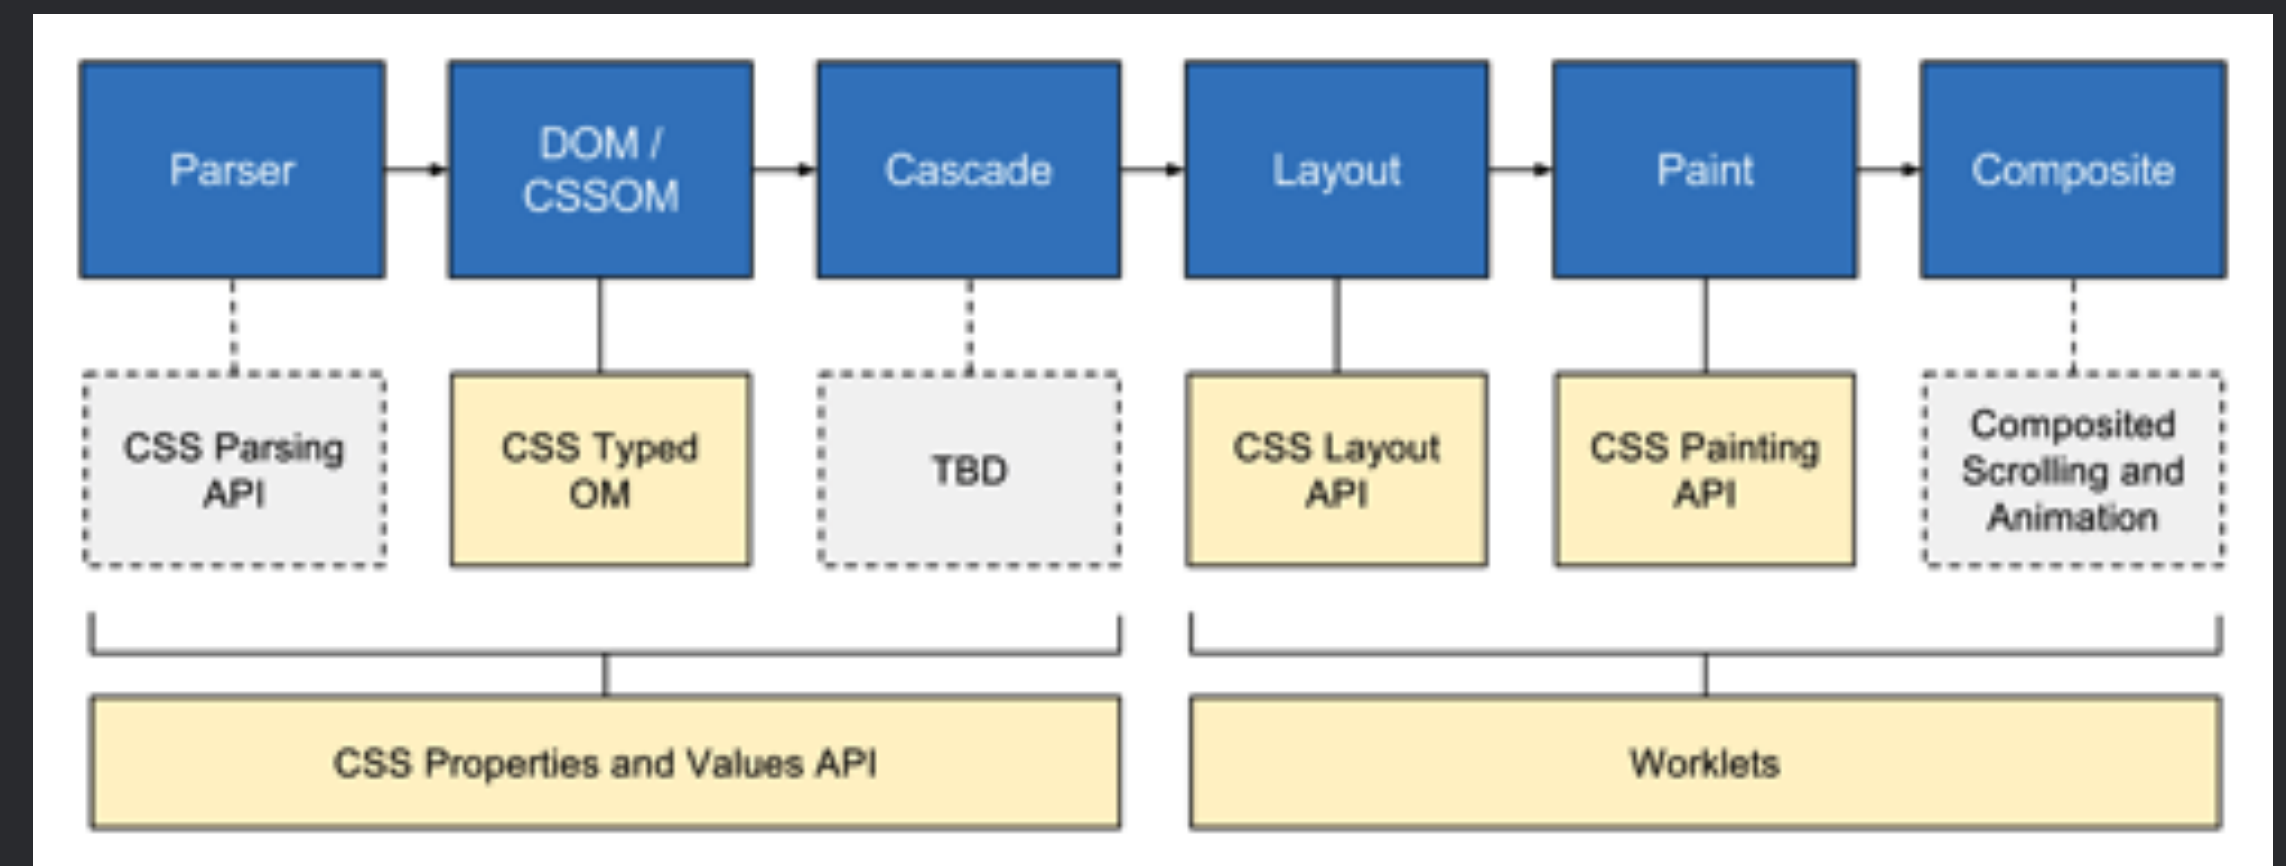 Parser
DOM /
CSSOM
Cascade
Layout
Paint
Composite
CSS Parsing
API
CSS Typed
OM
TBD
CSS Layout
API
CSS Painting
API
Composited
Scrolling and
Animation
CSS Properties and Values API
Worklets